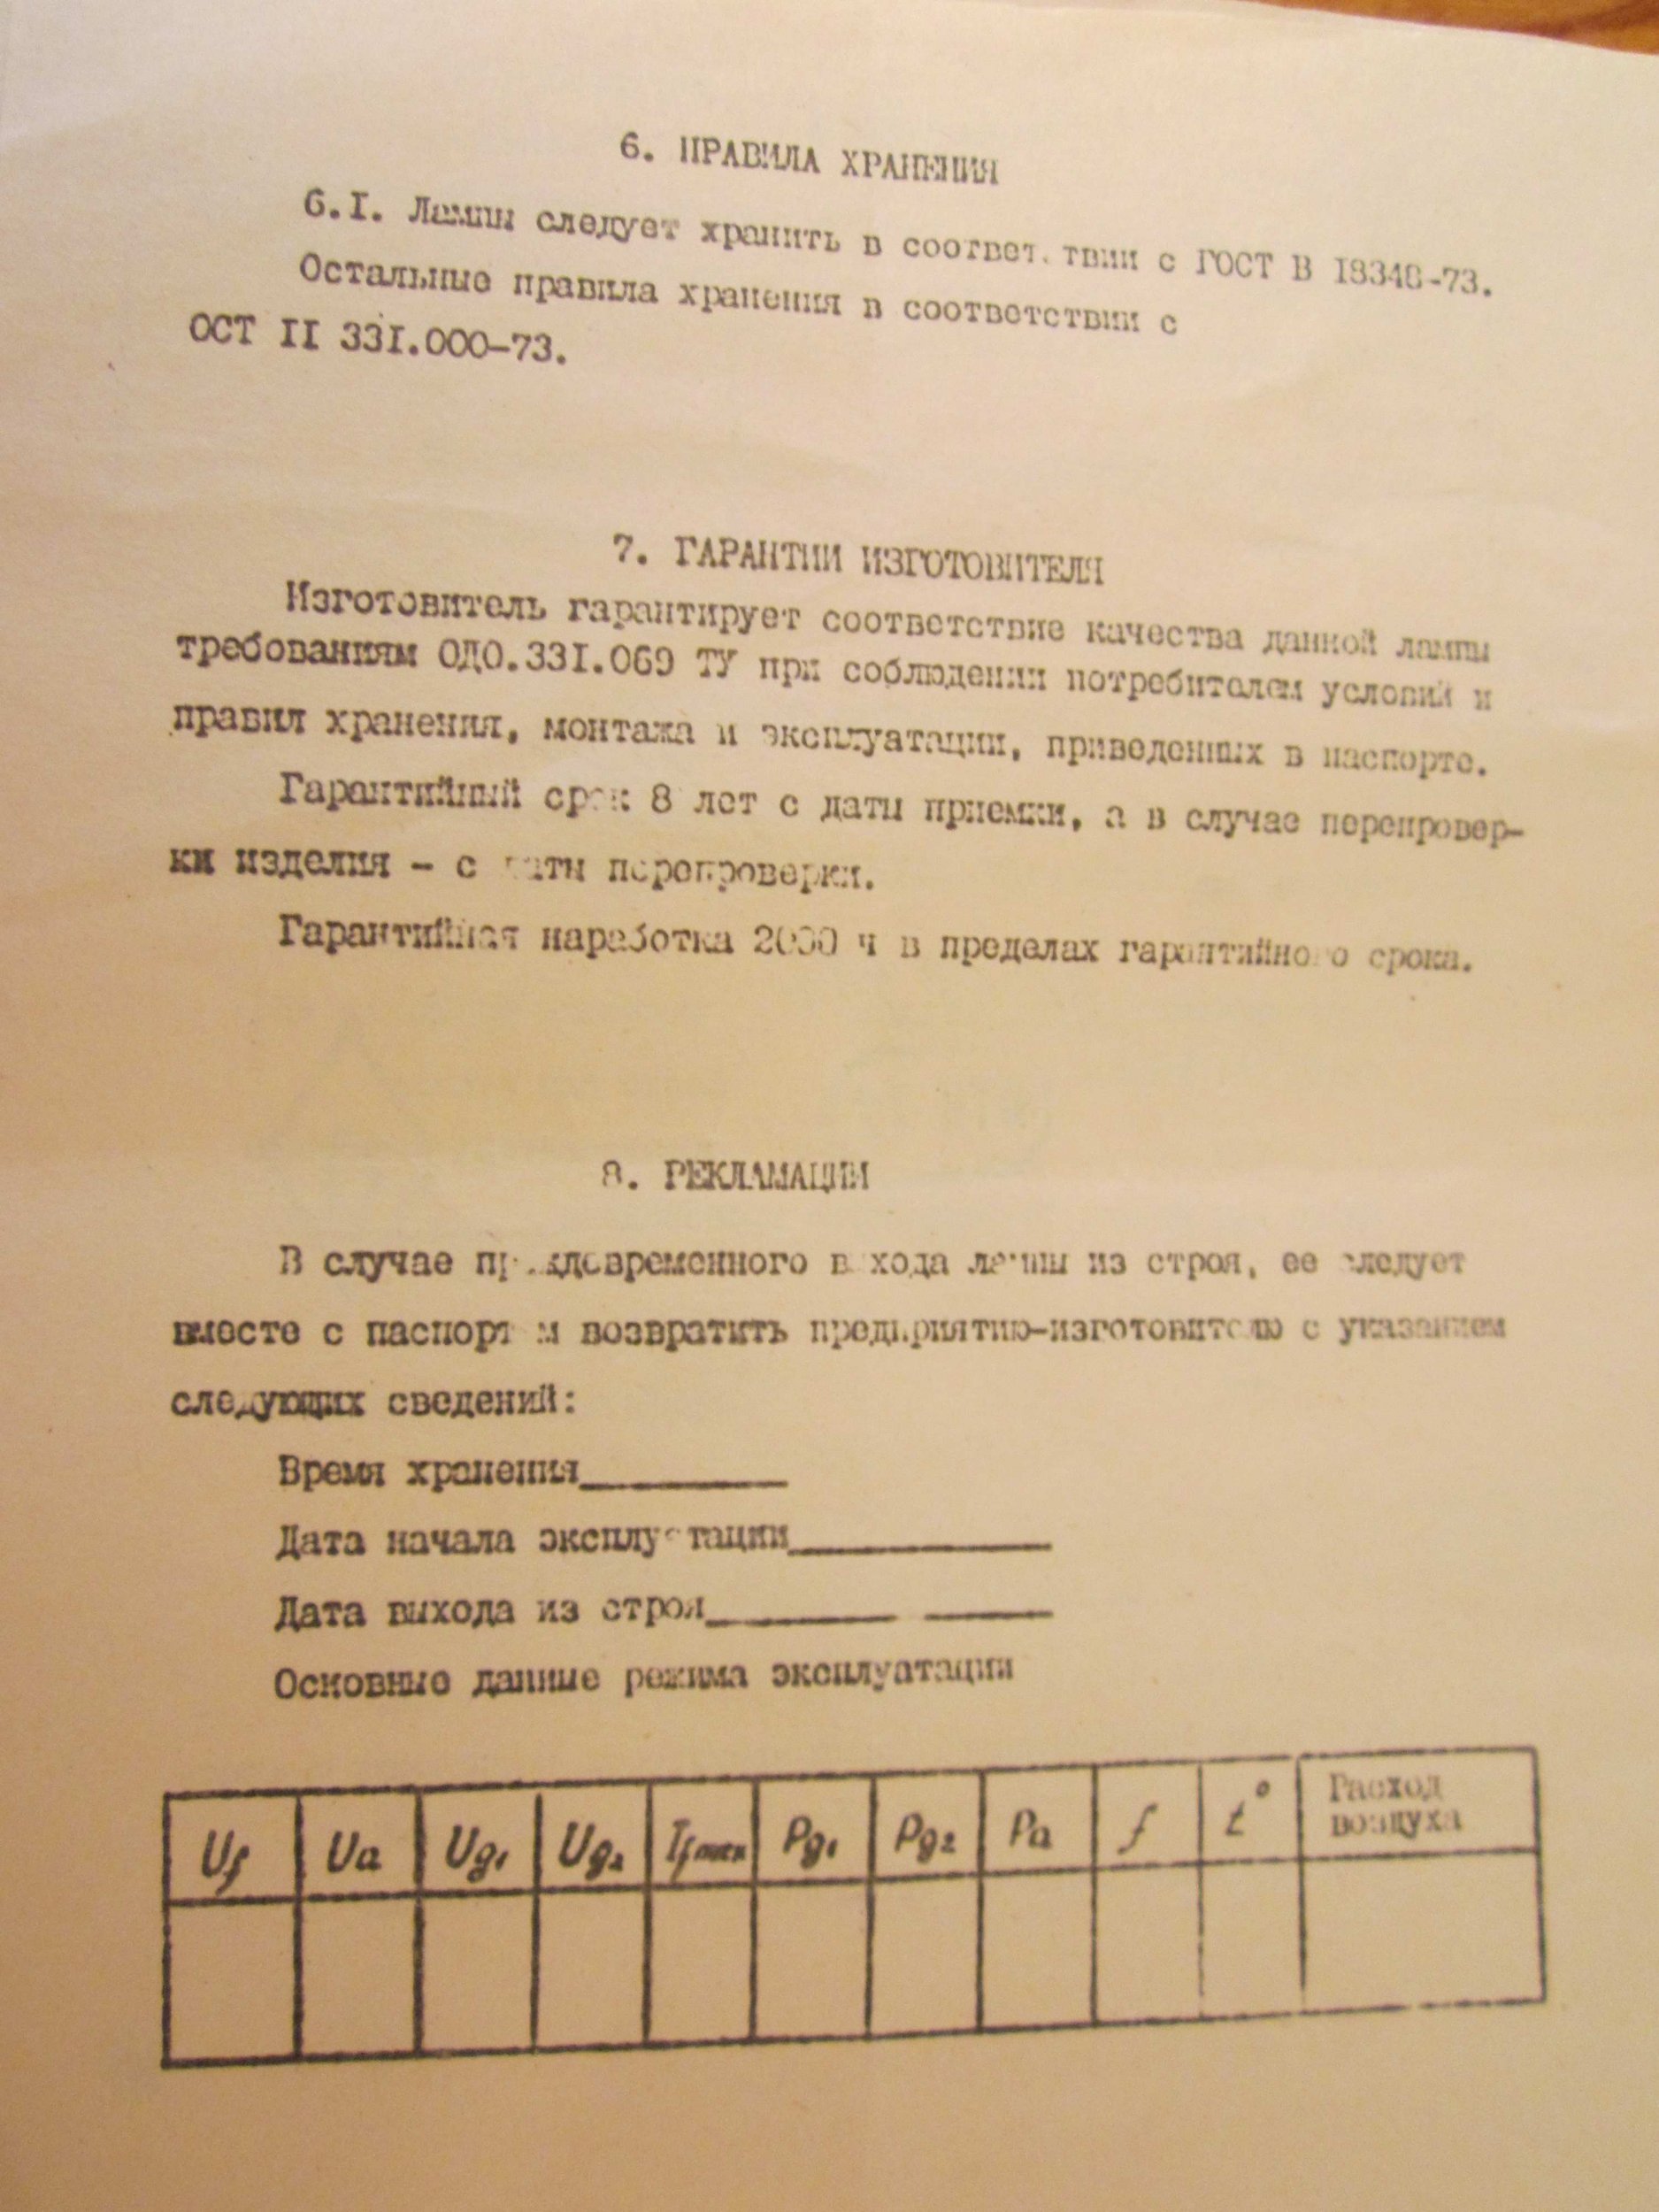 6. ПРАВИЛА ХРАНЕНИЯ
6.I. Лампы следует хранить в соответствии с ГОСТ В 18348-73.
Остальные правила хранения в соответствии с
ОСТ II 33I.000-73.
7. ГАРАНТИИ ИЗГОТОВИТЕЛЯ
Изготовитель гарантирует соответствие качества данной лампы
требованиям ОДО.33I.069 ТУ при соблюдении потребителем условий и
правил хранения, монтажа и эксплуатации, приведенных в паспорте.
Гарантийный срок 8 лет с даты приемки, а в случае перепровер-
ки изделия - с даты перепроверки.
Гарантийная наработка 2000 ч в пределах гарантийного срока.
8. РЕКЛАМАЦИИ
В случае преждевременного выхода лампы из строя, ее следует
вместе с паспортом возвратить предприятию-изготовителю с указанием
следующих сведений:
Время хранения
Дата начала эксплуатации
Дата выхода из строя
Основные данные режима эксплуатации
Uf Ua Ug1 Ug2 Pg1 Pg2 Pa f t° Расход
воздуха